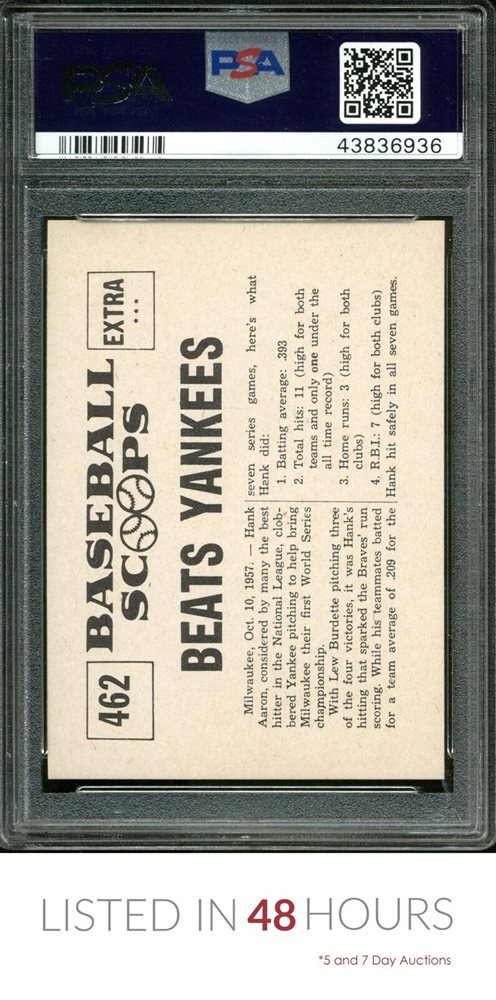 PSA
PSA
43836936
462
BASEBALL
SCOOPS
EXTRA
...
BEATS YANKEES
Milwaukee, Oct. 10, 1957: — Hank
Aaron, considered by many the best
hitter in the National League, clob-
bered Yankee pitching to help bring
Milwaukee their first World Series
championship.
With Lew Burdette pitching three
of the four victories, it was Hank's
hitting that sparked the Braves' run
scoring. While his teammates batted
for a team average of .209 for the
seven series games, here's what
Hank did:
1. Batting average: .393
2. Total hits: 11 (high for both
teams and only one under the
all time record)
3. Home runs: 3 (high for both
clubs)
4. R.B.I.: 7 (high for both clubs)
Hank hit safely in all seven games.
LISTED IN 48 HOURS
*5 and 7 Day Auctions